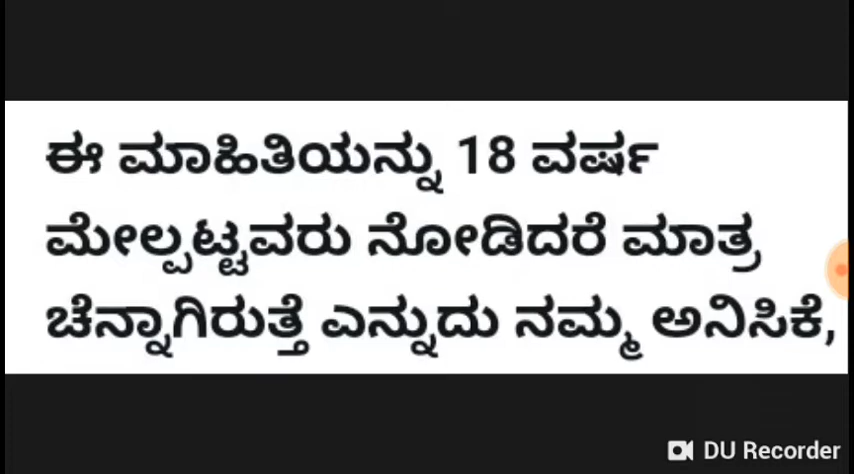 ಈ ಮಾಹಿತಿಯನ್ನು 18 ವರ್ಷ
ಮೇಲ್ಪಟ್ಟವರು ನೋಡಿದರೆ ಮಾತ್ರ
ಚೆನ್ನಾಗಿರುತ್ತೆ ಎನ್ನುದು ನಮ್ಮ ಅನಿಸಿಕೆ,
DU Recorder